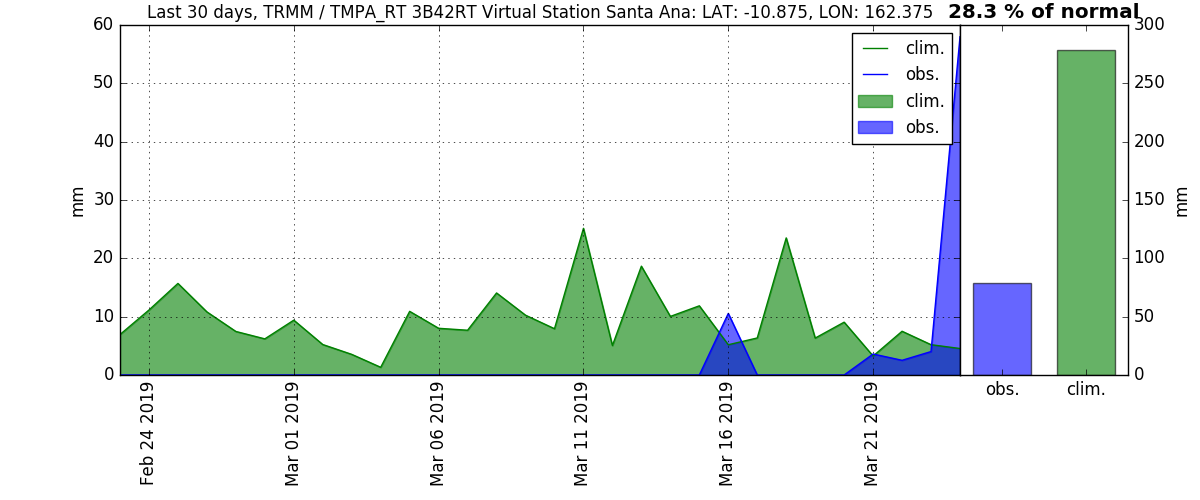 Last 30 days, TRMM / TMPA_RT 3B42RT Virtual Station Santa Ana: LAT: -10.875, LON: 162.375
28.3 % of normal
60
50
40
30
20
10
0
mm
clim.
obs.
clim.
obs.
300
250
200
150
100
50
0
mm
Feb 24 2019
Mar 01 2019
Mar 06 2019
Mar 11 2019
Mar 16 2019
Mar 21 2019
obs.
clim.